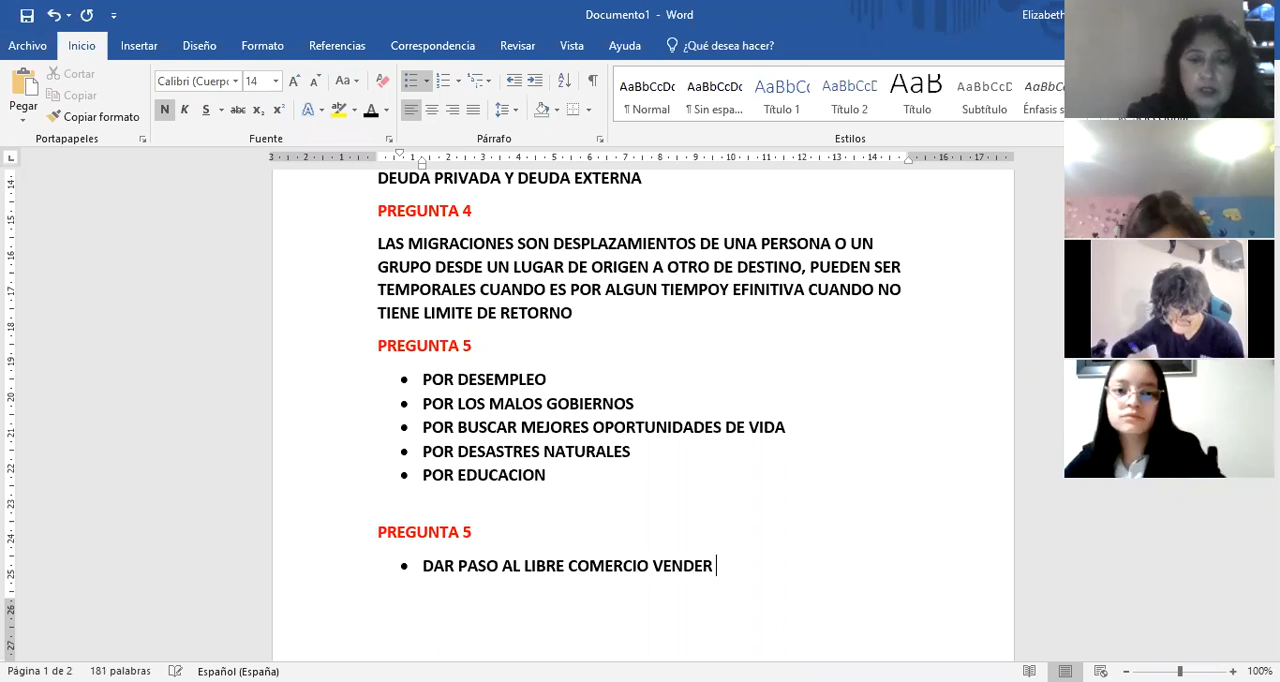 Documento1 - Word
Elizabeth
Archivo Inicio Insertar Diseño Formato Referencias Correspondencia Revisar Vista Ayuda ¿Qué desea hacer?
Pegar
Cortar
Copiar
Copiar formato
Portapapeles
Calibri (Cuerpo 14
Fuente
Párrafo
AaBbCcDc AaBbCcDc AaBbCc AaBbCcD AaB AaBbCcD AaBbCcDc
¶ Normal ¶ Sin espa... Título 1 Título 2 Título Subtítulo Énfasis s
Estilos
DEUDA PRIVADA Y DEUDA EXTERNA
PREGUNTA 4
LAS MIGRACIONES SON DESPLAZAMIENTOS DE UNA PERSONA O UN
GRUPO DESDE UN LUGAR DE ORIGEN A OTRO DE DESTINO, PUEDEN SER
TEMPORALES CUANDO ES POR ALGUN TIEMPOY EFINITIVA CUANDO NO
TIENE LIMITE DE RETORNO
PREGUNTA 5
• POR DESEMPLEO
• POR LOS MALOS GOBIERNOS
• POR BUSCAR MEJORES OPORTUNIDADES DE VIDA
• POR DESASTRES NATURALES
• POR EDUCACION
PREGUNTA 5
• DAR PASO AL LIBRE COMERCIO VENDER
Página 1 de 2 181 palabras Español (España) 100%